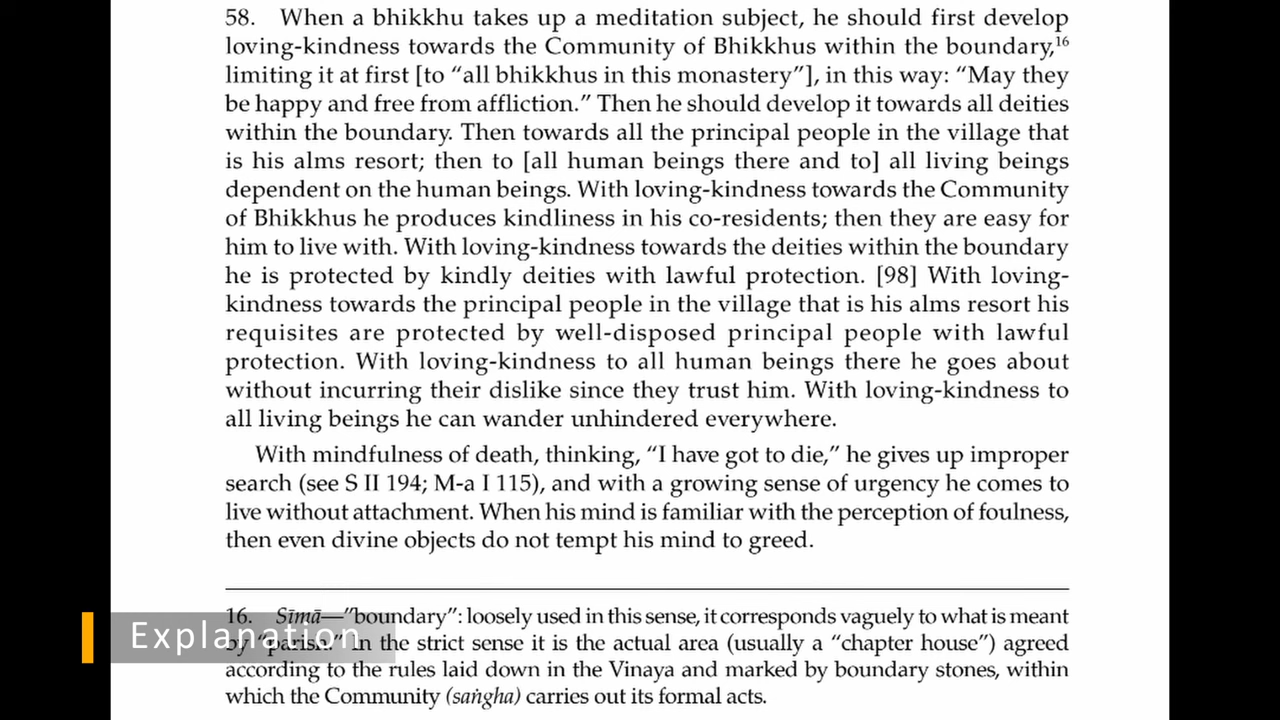 58. When a bhikkhu takes up a meditation subject, he should first develop
loving-kindness towards the Community of Bhikkhus within the boundary,16
limiting it at first [to “all bhikkhus in this monastery”], in this way: “May they
be happy and free from affliction.” Then he should develop it towards all deities
within the boundary. Then towards all the principal people in the village that
is his alms resort; then to [all human beings there and to] all living beings
dependent on the human beings. With loving-kindness towards the Community
of Bhikkhus he produces kindliness in his co-residents; then they are easy for
him to live with. With loving-kindness towards the deities within the boundary
he is protected by kindly deities with lawful protection. [98] With loving-
kindness towards the principal people in the village that is his alms resort his
requisites are protected by well-disposed principal people with lawful
protection. With loving-kindness to all human beings there he goes about
without incurring their dislike since they trust him. With loving-kindness to
all living beings he can wander unhindered everywhere.
With mindfulness of death, thinking, “I have got to die,” he gives up improper
search (see S II 194; M-a I 115), and with a growing sense of urgency he comes to
live without attachment. When his mind is familiar with the perception of foulness,
then even divine objects do not tempt his mind to greed.
16. Sīmā—”boundary”: loosely used in this sense, it corresponds vaguely to what is meant
by “parish.” In the strict sense it is the actual area (usually a “chapter house”) agreed
according to the rules laid down in the Vinaya and marked by boundary stones, within
which the Community (saṅgha) carries out its formal acts.
Explanation